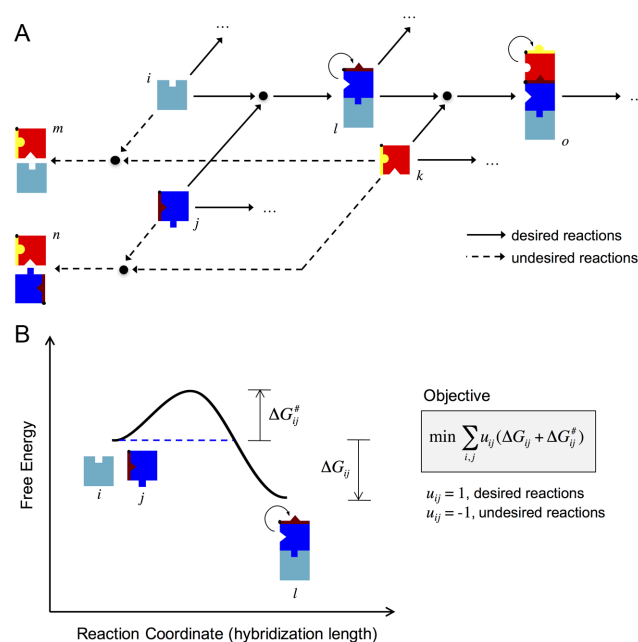 A
...
...
i
m
l
o
...
k
...
j
...
n
desired reactions
undesired reactions
B
Free Energy
ΔG#ij
ΔGij
i
j
l
Reaction Coordinate (hybridization length)
Objective
min ∑i,j uij(ΔGij + ΔG#ij)
uij = 1, desired reactions
uij = -1, undesired reactions